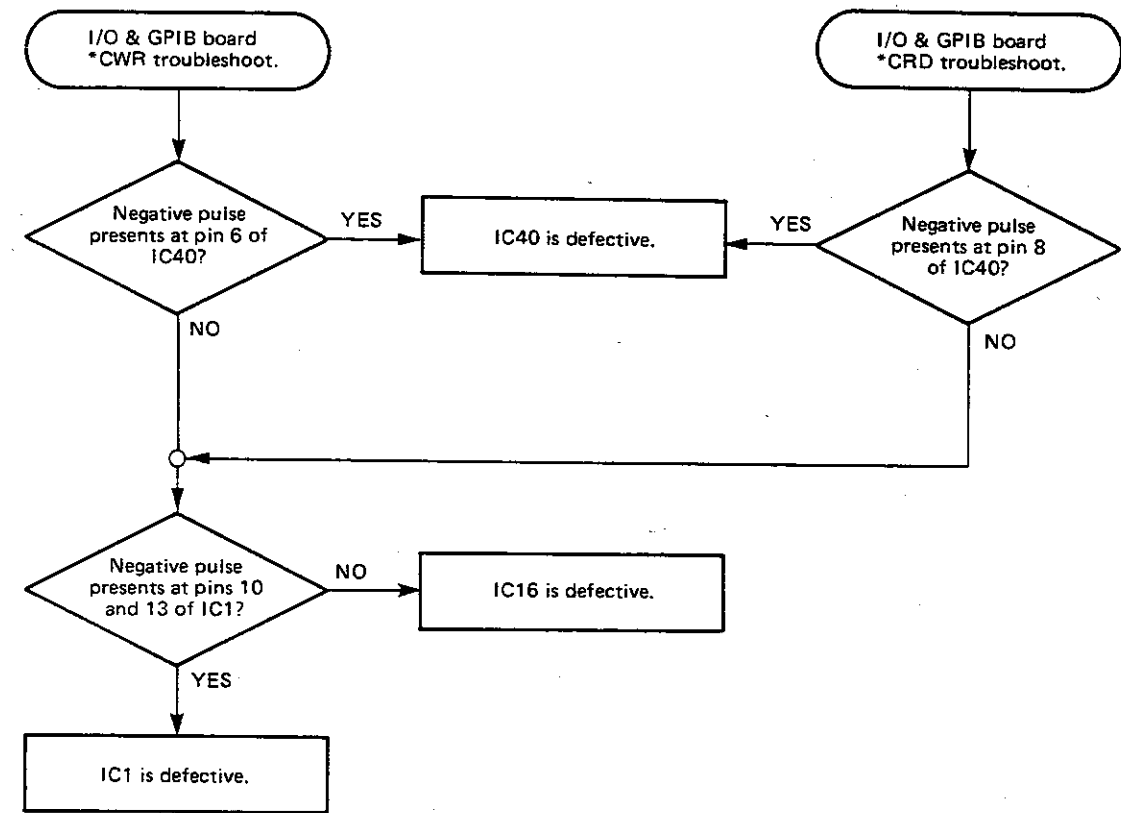 I/O & GPIB board
*CWR troubleshoot.
I/O & GPIB board
*CRD troubleshoot.
Negative pulse
presents at pin 6 of
IC40?
YES
IC40 is defective.
YES
Negative pulse
presents at pin 8
of IC40?
NO
NO
Negative pulse
presents at pins 10
and 13 of IC1?
NO
IC16 is defective.
YES
IC1 is defective.